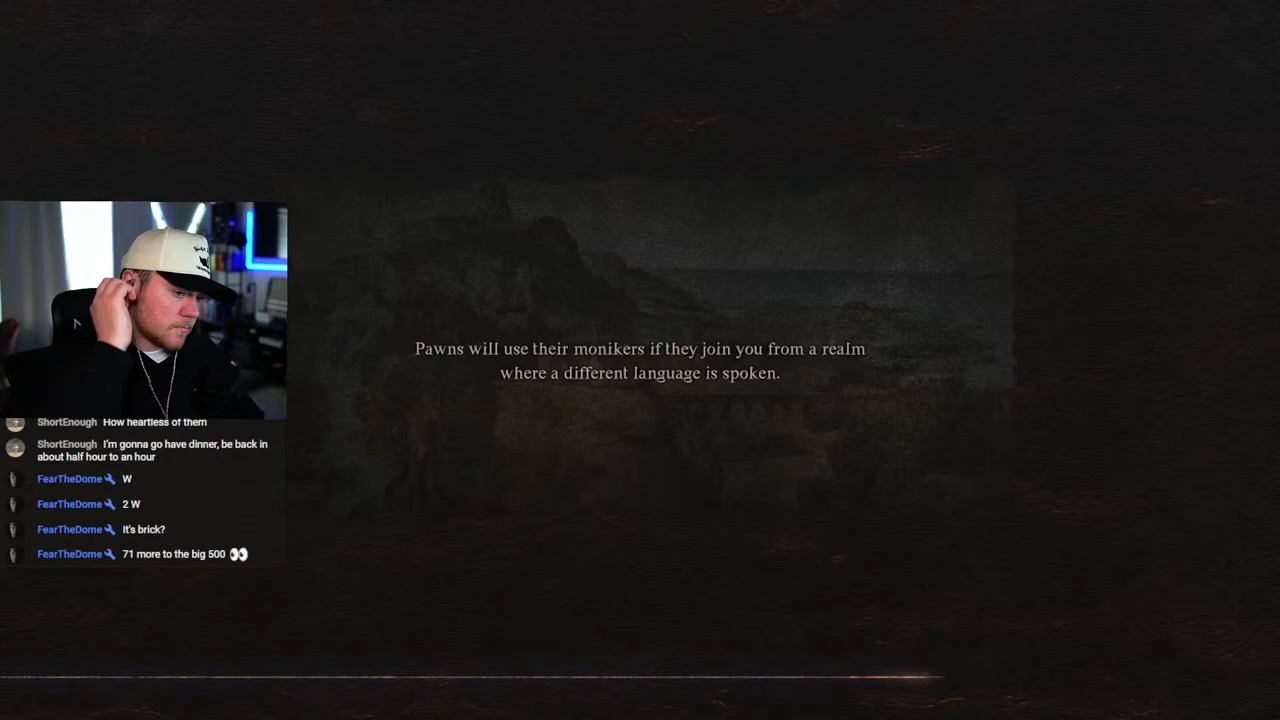 Pawns will use their monikers if they join you from a realm
where a different language is spoken.
ShortEnough How heartless of them
ShortEnough I'm gonna go have dinner, be back in
about half hour to an hour
FearTheDome W
FearTheDome 2 W
FearTheDome It's brick?
FearTheDome 71 more to the big 500 👀